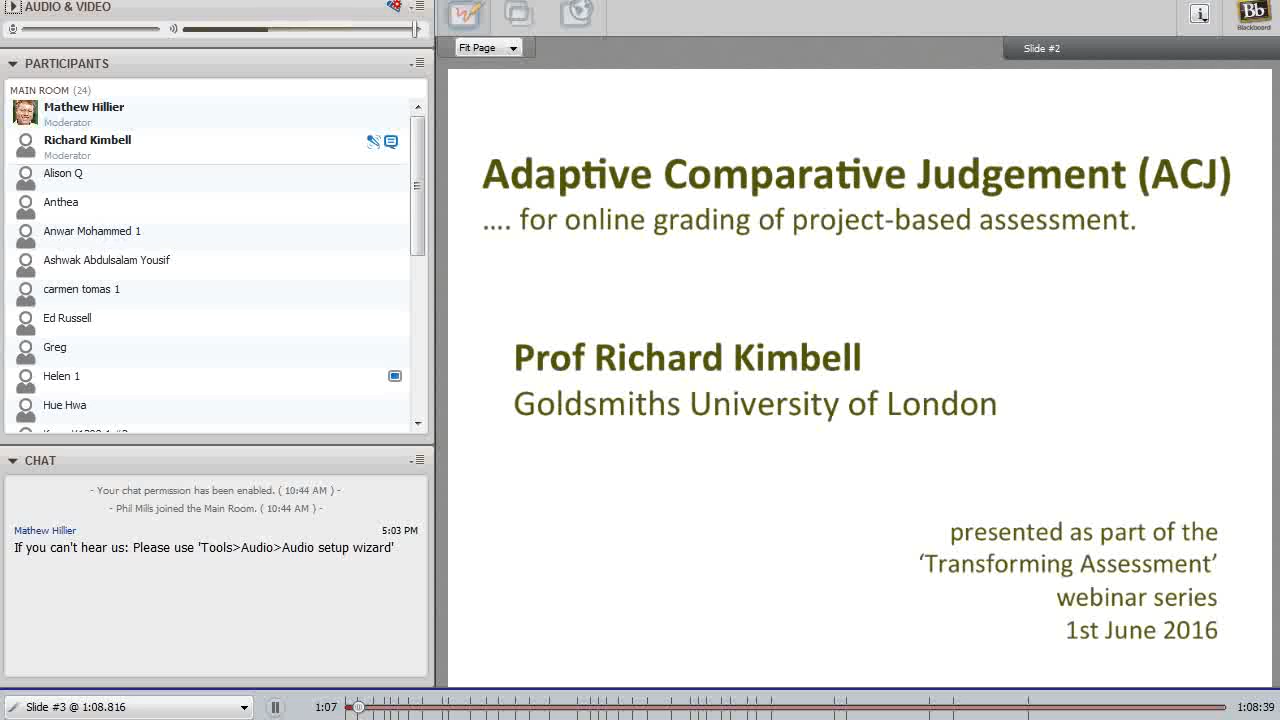 AUDIO & VIDEO
PARTICIPANTS
MAIN ROOM (24)
Mathew Hillier
Moderator
Richard Kimbell
Moderator
Alison Q
Anthea
Anwar Mohammed 1
Ashwak Abdulsalam Yousif
carmen tomas 1
Ed Russell
Greg
Helen 1
Hue Hwa
CHAT
- Your chat permission has been enabled. ( 10:44 AM ) -
- Phil Mills joined the Main Room. ( 10:44 AM ) -
Mathew Hillier 5:03 PM
If you can't hear us: Please use 'Tools>Audio>Audio setup wizard'
Bb
Blackboard
Fit Page
Slide #2
Adaptive Comparative Judgement (ACJ)
.... for online grading of project-based assessment.
Prof Richard Kimbell
Goldsmiths University of London
presented as part of the
‘Transforming Assessment’
webinar series
1st June 2016
Slide #3 @ 1:08.816
1:07
1:08:39